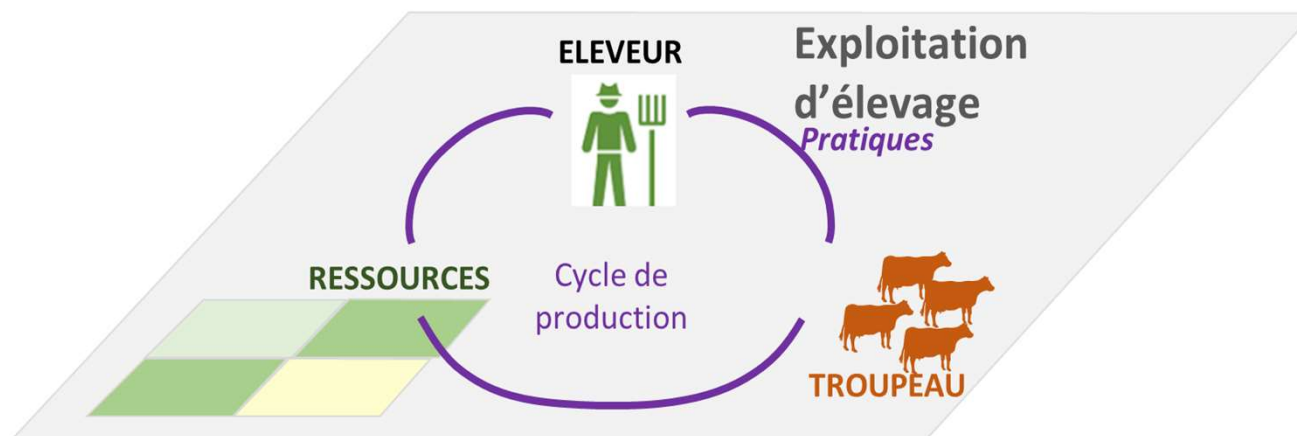 ELEVEUR
Exploitation
d’élevage
Pratiques
RESSOURCES
Cycle de
production
TROUPEAU